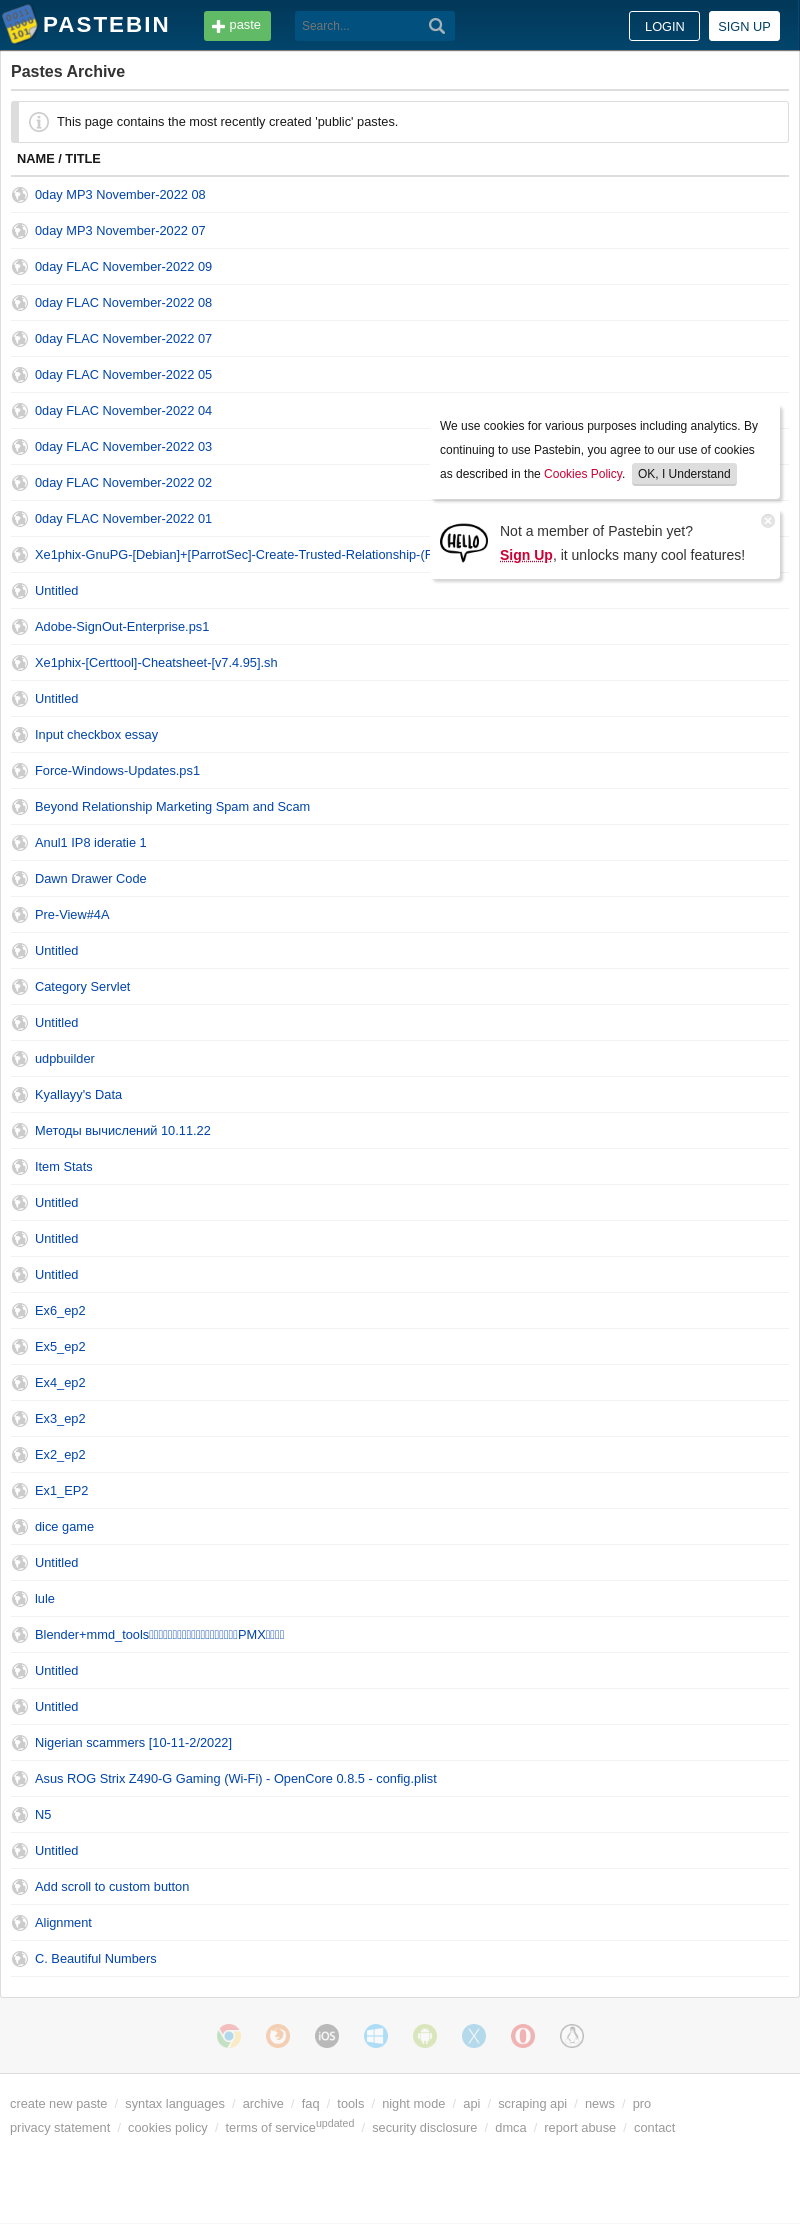 PASTEBIN
paste
Search...
LOGIN
SIGN UP
Pastes Archive
This page contains the most recently created 'public' pastes.
NAME / TITLE
0day MP3 November-2022 08
0day MP3 November-2022 07
0day FLAC November-2022 09
0day FLAC November-2022 08
0day FLAC November-2022 07
0day FLAC November-2022 05
0day FLAC November-2022 04
0day FLAC November-2022 03
0day FLAC November-2022 02
0day FLAC November-2022 01
Xe1phix-GnuPG-[Debian]+[ParrotSec]-Create-Trusted-Relationship-(
We use cookies for various purposes including analytics. By
continuing to use Pastebin, you agree to our use of cookies
as described in the Cookies Policy. OK, I Understand
HELLO
Not a member of Pastebin yet?
Sign Up, it unlocks many cool features!
Untitled
Adobe-SignOut-Enterprise.ps1
Xe1phix-[Certtool]-Cheatsheet-[v7.4.95].sh
Untitled
Input checkbox essay
Force-Windows-Updates.ps1
Beyond Relationship Marketing Spam and Scam
Anul1 IP8 ideratie 1
Dawn Drawer Code
Pre-View#4A
Untitled
Category Servlet
Untitled
udpbuilder
Kyallayy's Data
Методы вычислений 10.11.22
Item Stats
Untitled
Untitled
Untitled
Ex6_ep2
Ex5_ep2
Ex4_ep2
Ex3_ep2
Ex2_ep2
Ex1_EP2
dice game
Untitled
lule
Blender+mmd_tools PMX
Untitled
Untitled
Nigerian scammers [10-11-2/2022]
Asus ROG Strix Z490-G Gaming (Wi-Fi) - OpenCore 0.8.5 - config.plist
N5
Untitled
Add scroll to custom button
Alignment
C. Beautiful Numbers
iOS
create new paste / syntax languages / archive / faq / tools / night mode / api / scraping api / news / pro
privacy statement / cookies policy / terms of service updated / security disclosure / dmca / report abuse / contact